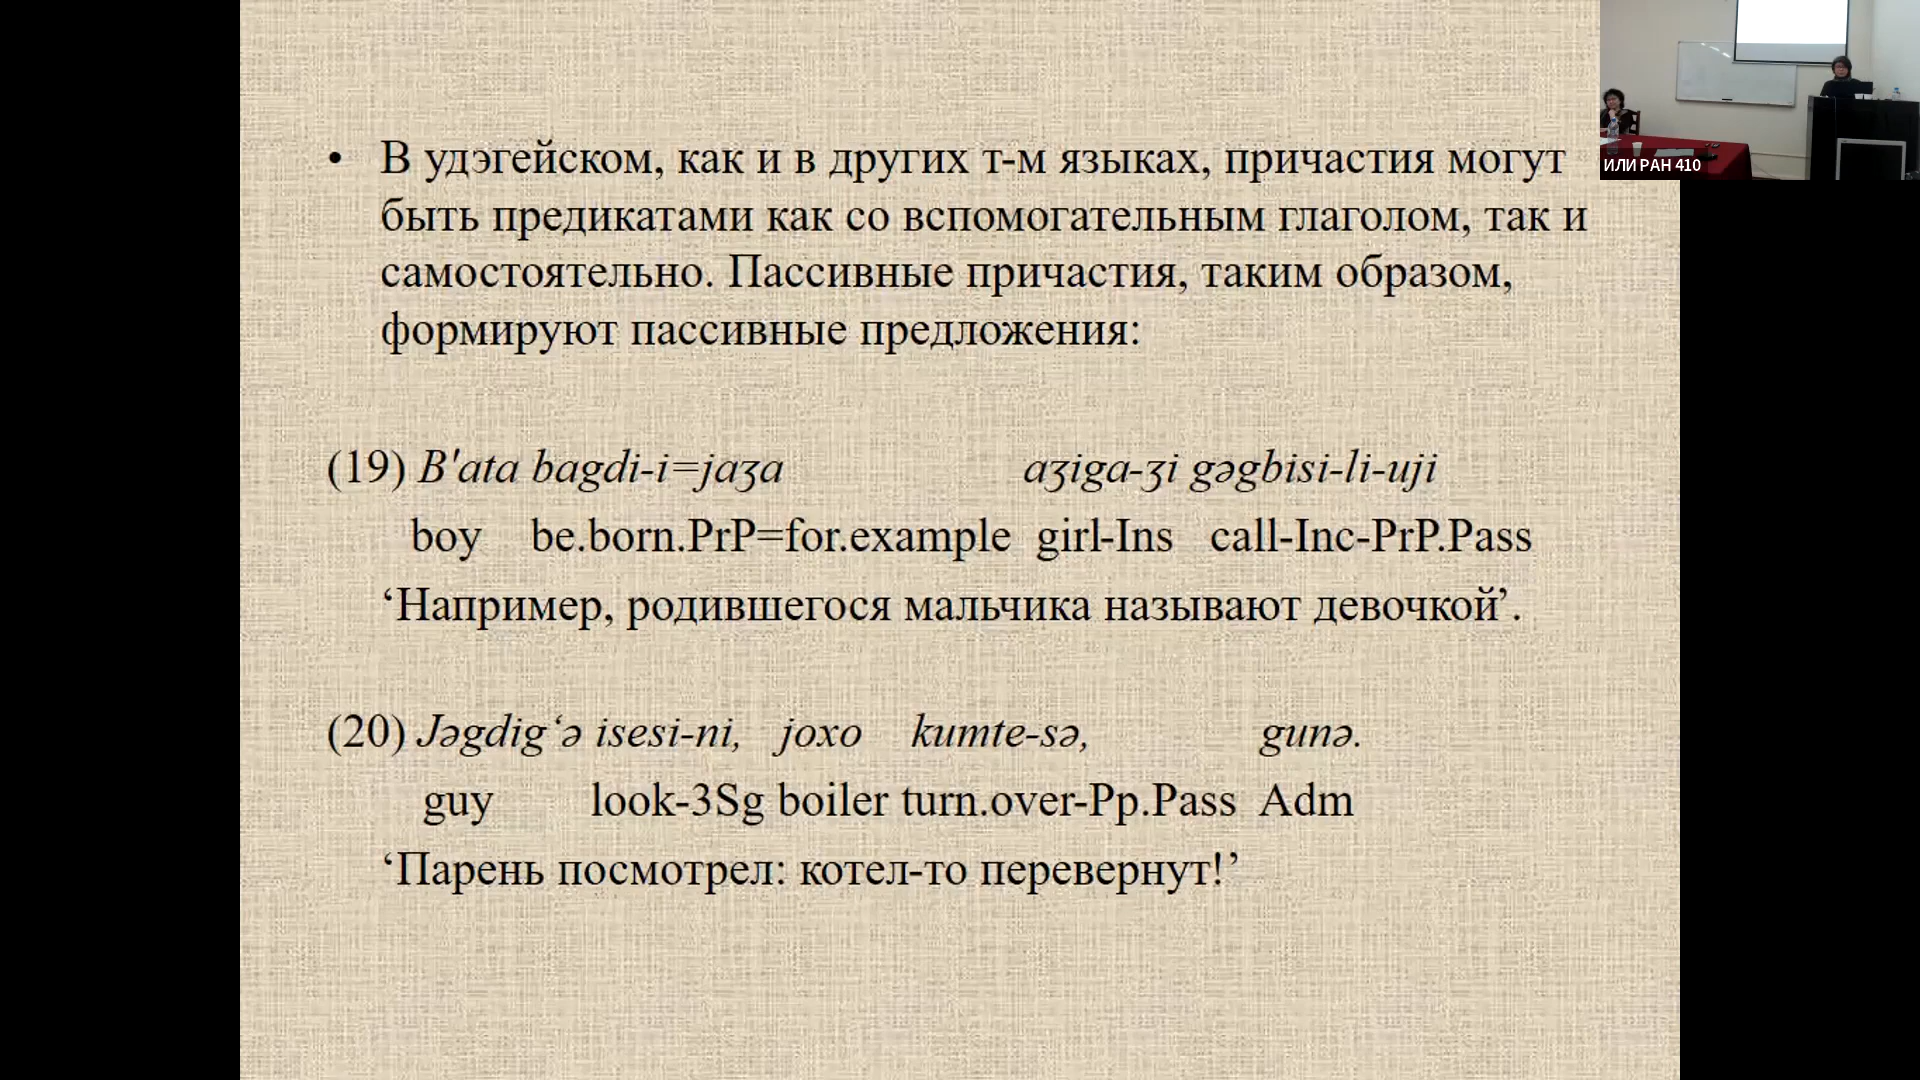 • В удэгейском, как и в других т-м языках, причастия могут
быть предикатами как со вспомогательным глаголом, так и
самостоятельно. Пассивные причастия, таким образом,
формируют пассивные предложения:
(19) B'ata bagdi-i=jaʒa aʒiga-ʒi gəgbisi-li-uji
boy be.born.PrP=for.example girl-Ins call-Inc-PrP.Pass
‘Например, родившегося мальчика называют девочкой’.
(20) Jəgdig‘ə isesi-ni, joxo kumte-sə, gunə.
guy look-3Sg boiler turn.over-Pp.Pass Adm
‘Парень посмотрел: котел-то перевернут!’
ИЛИ РАН 410